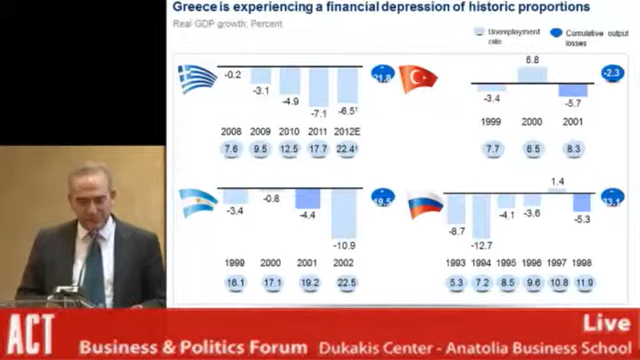 Greece is experiencing a financial depression of historic proportions
Real GDP growth; Percent
Unemployment rate
Cumulative output losses
-0.2 -3.1 -4.9 -7.1 -6.5¹
2008 2009 2010 2011 2012E
7.6 9.5 12.5 17.7 22.4¹
-3.4 6.8 -5.7
-2.3
1999 2000 2001
7.7 6.5 8.3
-3.4 -0.8 -4.4 -10.9
1999 2000 2001 2002
16.1 17.1 19.2 22.5
-8.7 -12.7 -4.1 -3.6 1.4 -5.3
1993 1994 1995 1996 1997 1998
5.3 7.2 8.5 9.6 10.8 11.9
Live
ACT Business & Politics Forum Dukakis Center - Anatolia Business School